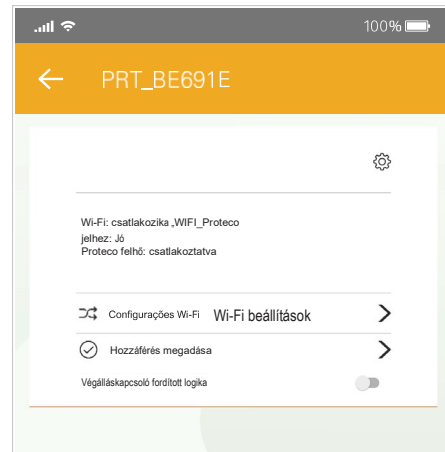 100%
PRT_BE691E
Wi-Fi: csatlakozika „WIFI_Proteco
jelhez: Jó
Proteco felhő: csatlakoztatva
Configurações Wi-Fi Wi-Fi beállítások
Hozzáférés megadása
Végálláskapcsoló fordított logika